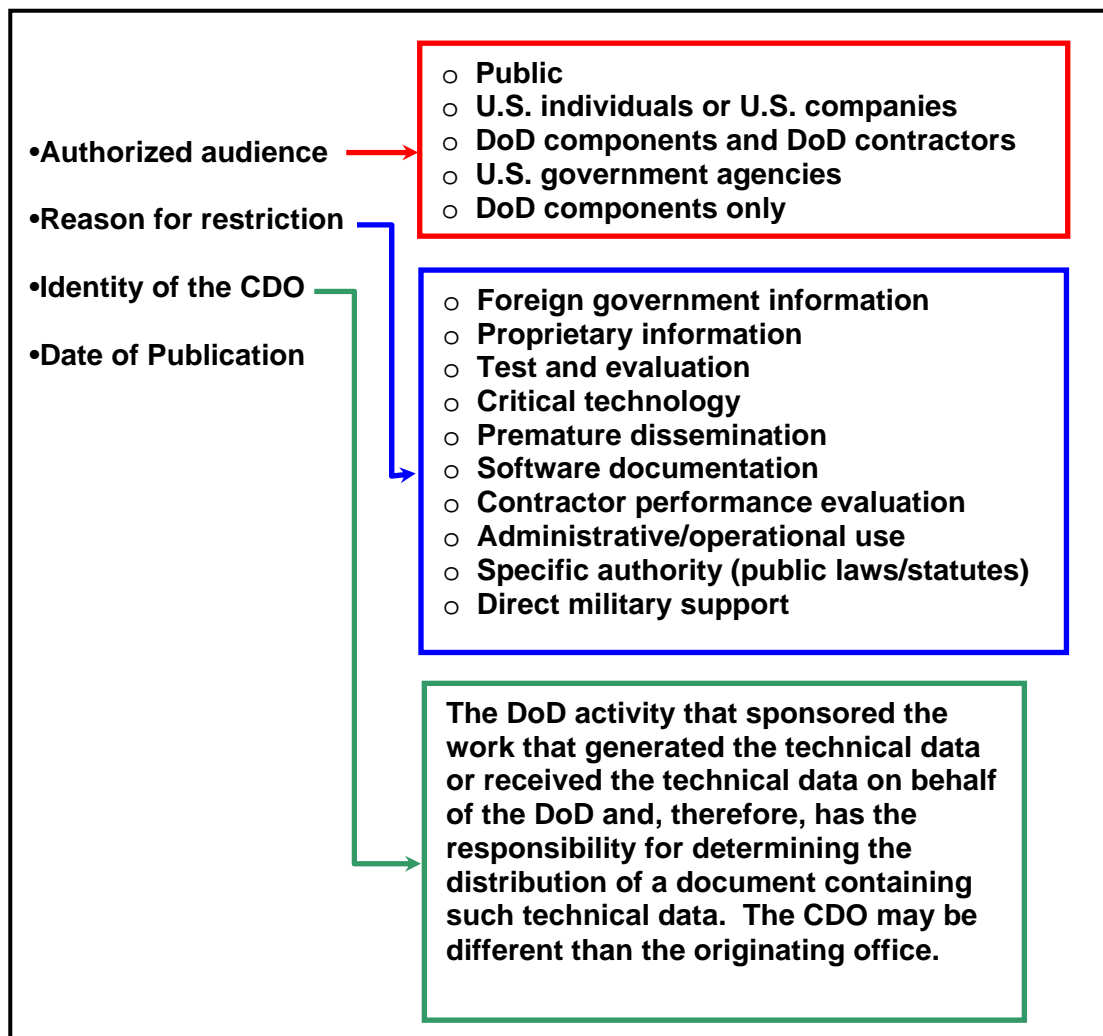 •Authorized audience
•Reason for restriction
•Identity of the CDO
•Date of Publication
o Public
o U.S. individuals or U.S. companies
o DoD components and DoD contractors
o U.S. government agencies
o DoD components only
o Foreign government information
o Proprietary information
o Test and evaluation
o Critical technology
o Premature dissemination
o Software documentation
o Contractor performance evaluation
o Administrative/operational use
o Specific authority (public laws/statutes)
o Direct military support
The DoD activity that sponsored the
work that generated the technical data
or received the technical data on behalf
of the DoD and, therefore, has the
responsibility for determining the
distribution of a document containing
such technical data.  The CDO may be
different than the originating office.